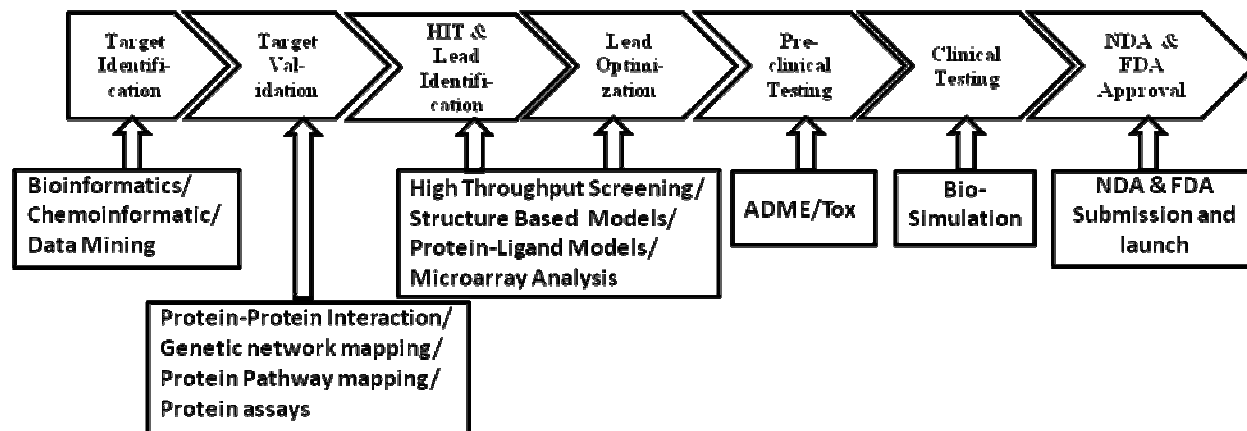 Target
Identifi-
cation
Target
Val-
idation
HIT &
Lead
Identifi-
cation
Lead
Optimi-
zation
Pre-
clinical
Testing
Clinical
Testing
NDA &
FDA
Approval
Bioinformatics/
Chemoinformatic/
Data Mining
Protein-Protein Interaction/
Genetic network mapping/
Protein Pathway mapping/
Protein assays
High Throughput Screening/
Structure Based Models/
Protein-Ligand Models/
Microarray Analysis
ADME/Tox
Bio-
Simulation
NDA & FDA
Submission and
launch